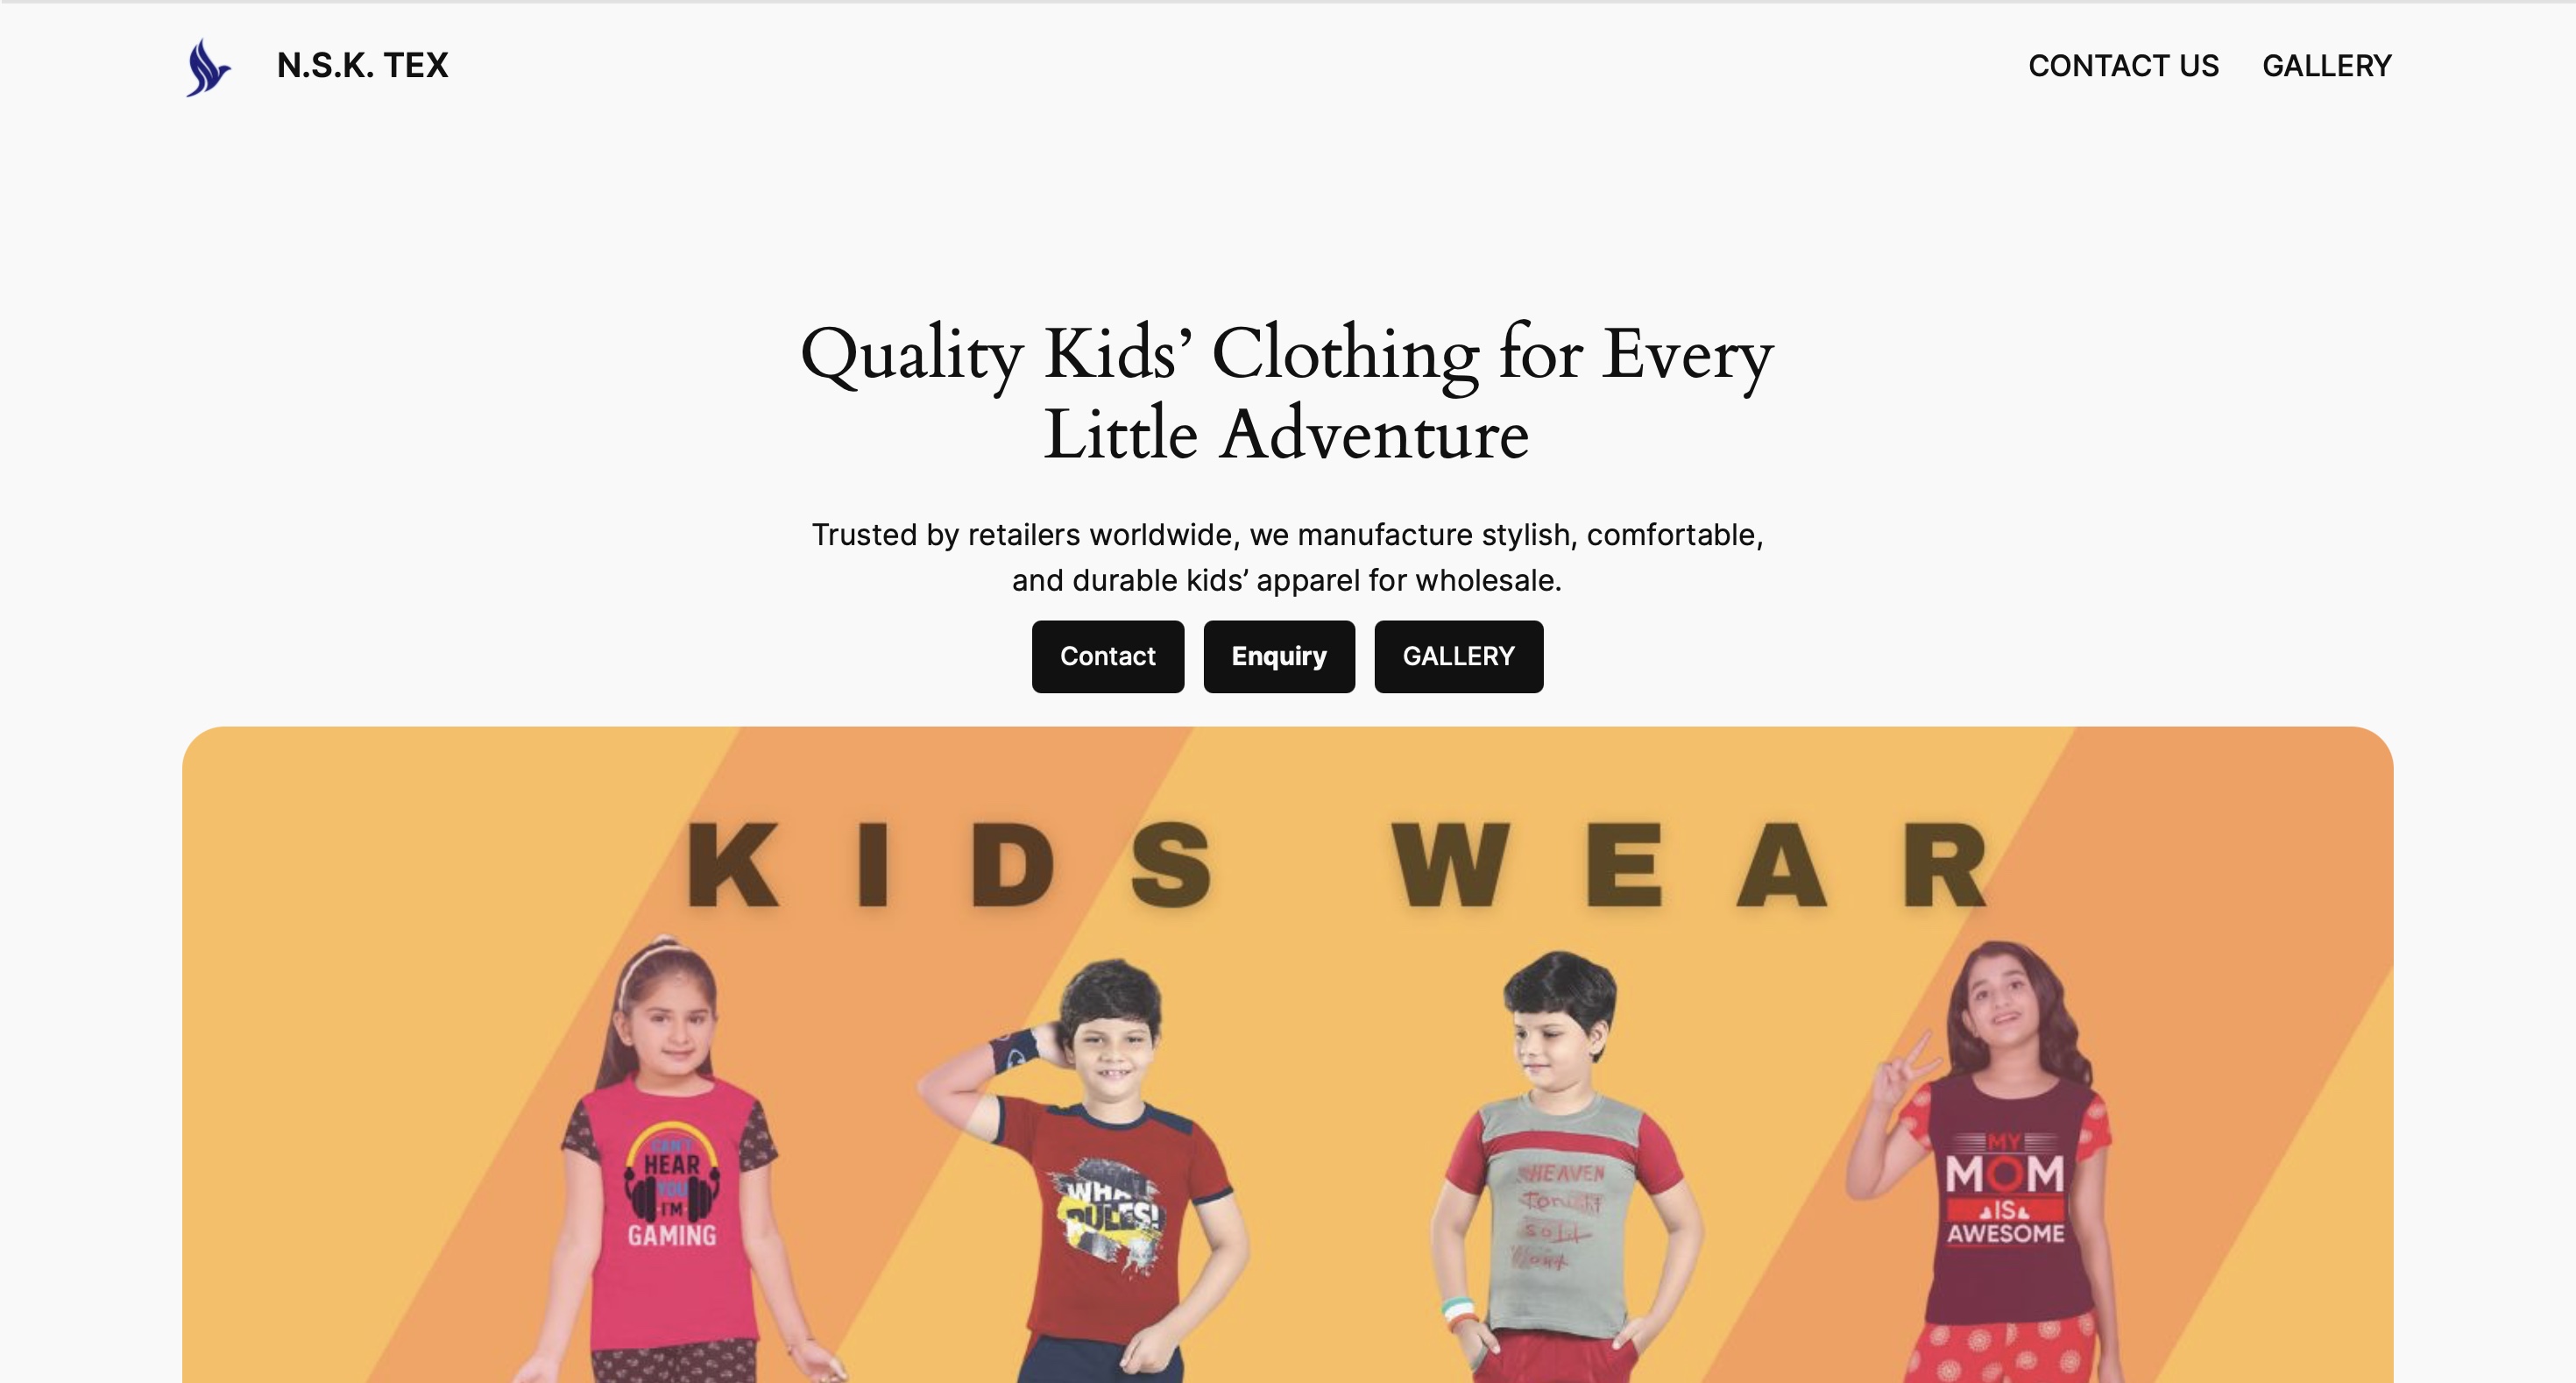 N.S.K. TEX
CONTACT US GALLERY
Quality Kids’ Clothing for Every
Little Adventure
Trusted by retailers worldwide, we manufacture stylish, comfortable,
and durable kids’ apparel for wholesale.
Contact Enquiry GALLERY
KIDS WEAR
CAN'T
HEAR
YOU
I'M
GAMING
RULES!
HEAVEN
Tonight
MY
MOM
IS
AWESOME